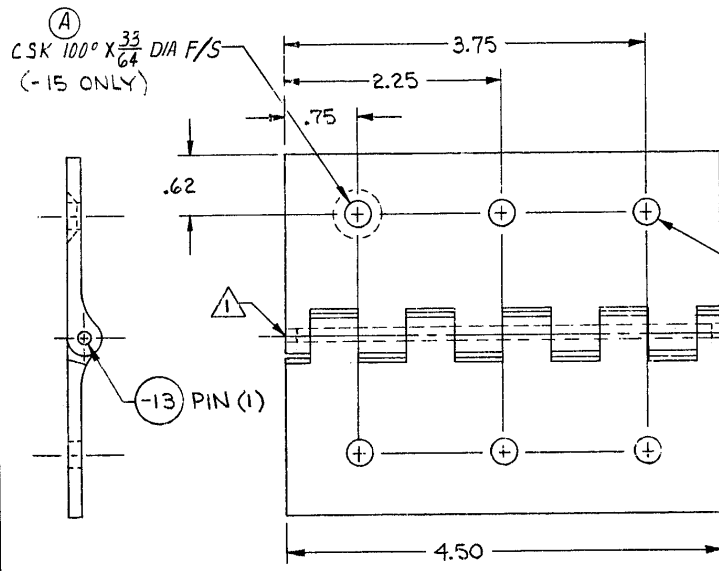 A
CSK 100° X 33/64 DIA F/S
(-15 ONLY)
3.75
2.25
.75
.62
1
-13 PIN (1)
4.50